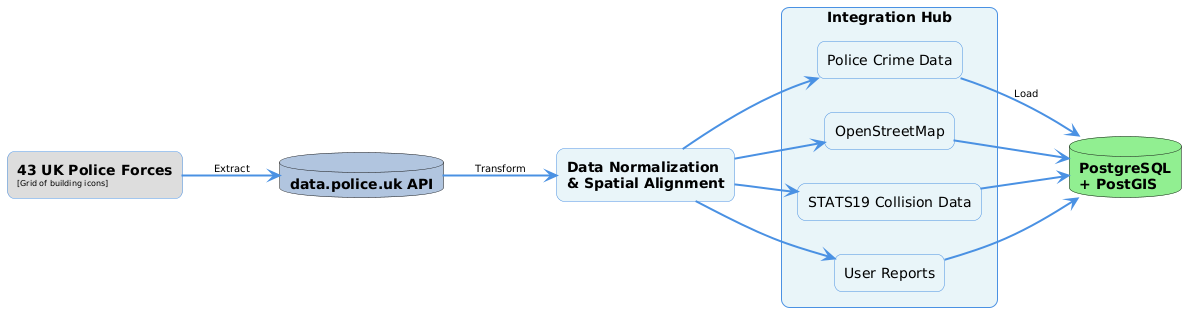 Integration Hub
Police Crime Data
Load
OpenStreetMap
43 UK Police Forces
[Grid of building icons]
Extract
data.police.uk API
Transform
Data Normalization
& Spatial Alignment
PostgreSQL
+ PostGIS
STATS19 Collision Data
User Reports